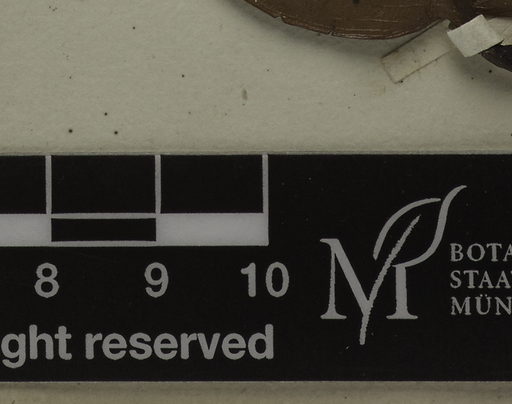 8 9 10
ght reserved
M
BOTA
STAA
MÜN